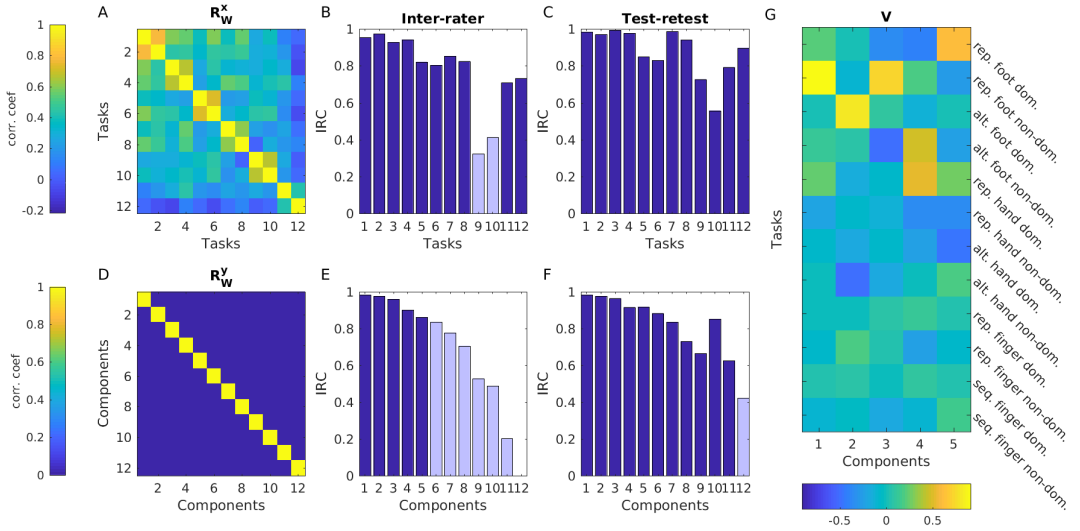 A
R_W^x
corr. coef
1
0.8
0.6
0.4
0.2
0
-0.2
Tasks
2
4
6
8
10
12
2 4 6 8 10 12
Tasks
B
Inter-rater
IRC
1
0.8
0.6
0.4
0.2
0
1 2 3 4 5 6 7 8 9 10 11 12
Tasks
C
Test-retest
IRC
1
0.8
0.6
0.4
0.2
0
1 2 3 4 5 6 7 8 9 10 11 12
Tasks
D
R_W^y
corr. coef
1
0.8
0.6
0.4
0.2
0
Components
2
4
6
8
10
12
2 4 6 8 10 12
Components
E
IRC
1
0.8
0.6
0.4
0.2
0
1 2 3 4 5 6 7 8 9 10 11 12
Components
F
IRC
1
0.8
0.6
0.4
0.2
0
1 2 3 4 5 6 7 8 9 10 11 12
Components
G
V
Tasks
rep. foot dom.
rep. foot non-dom.
alt. foot dom.
alt. foot non-dom.
rep. hand dom.
rep. hand non-dom.
alt. hand dom.
alt. hand non-dom.
rep. finger dom.
rep. finger non-dom.
seq. finger dom.
seq. finger non-dom.
1 2 3 4 5
Components
-0.5 0 0.5